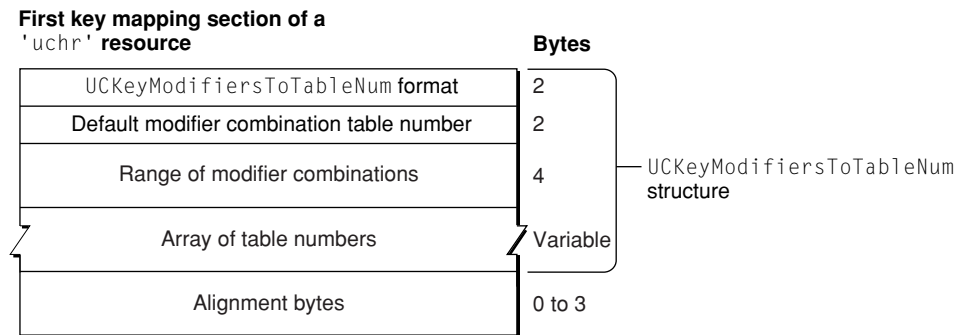 First key mapping section of a
'uchr' resource
Bytes
UCKeyModifiersToTableNum format
2
Default modifier combination table number
2
Range of modifier combinations
4
UCKeyModifiersToTableNum
structure
Array of table numbers
Variable
Alignment bytes
0 to 3